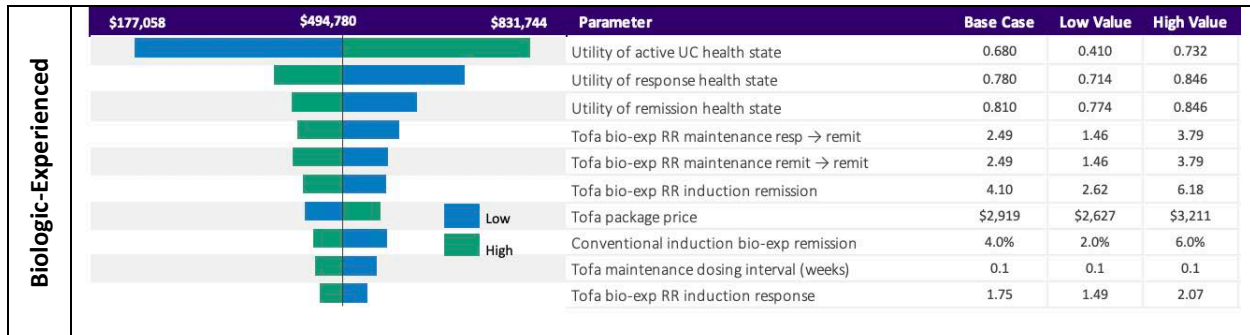 $177,058 $494,780 $831,744 Parameter Base Case Low Value High Value
Biologic-Experienced
Utility of active UC health state 0.680 0.410 0.732
Utility of response health state 0.780 0.714 0.846
Utility of remission health state 0.810 0.774 0.846
Tofa bio-exp RR maintenance resp → remit 2.49 1.46 3.79
Tofa bio-exp RR maintenance remit → remit 2.49 1.46 3.79
Tofa bio-exp RR induction remission 4.10 2.62 6.18
Low Tofa package price $2,919 $2,627 $3,211
High Conventional induction bio-exp remission 4.0% 2.0% 6.0%
Tofa maintenance dosing interval (weeks) 0.1 0.1 0.1
Tofa bio-exp RR induction response 1.75 1.49 2.07